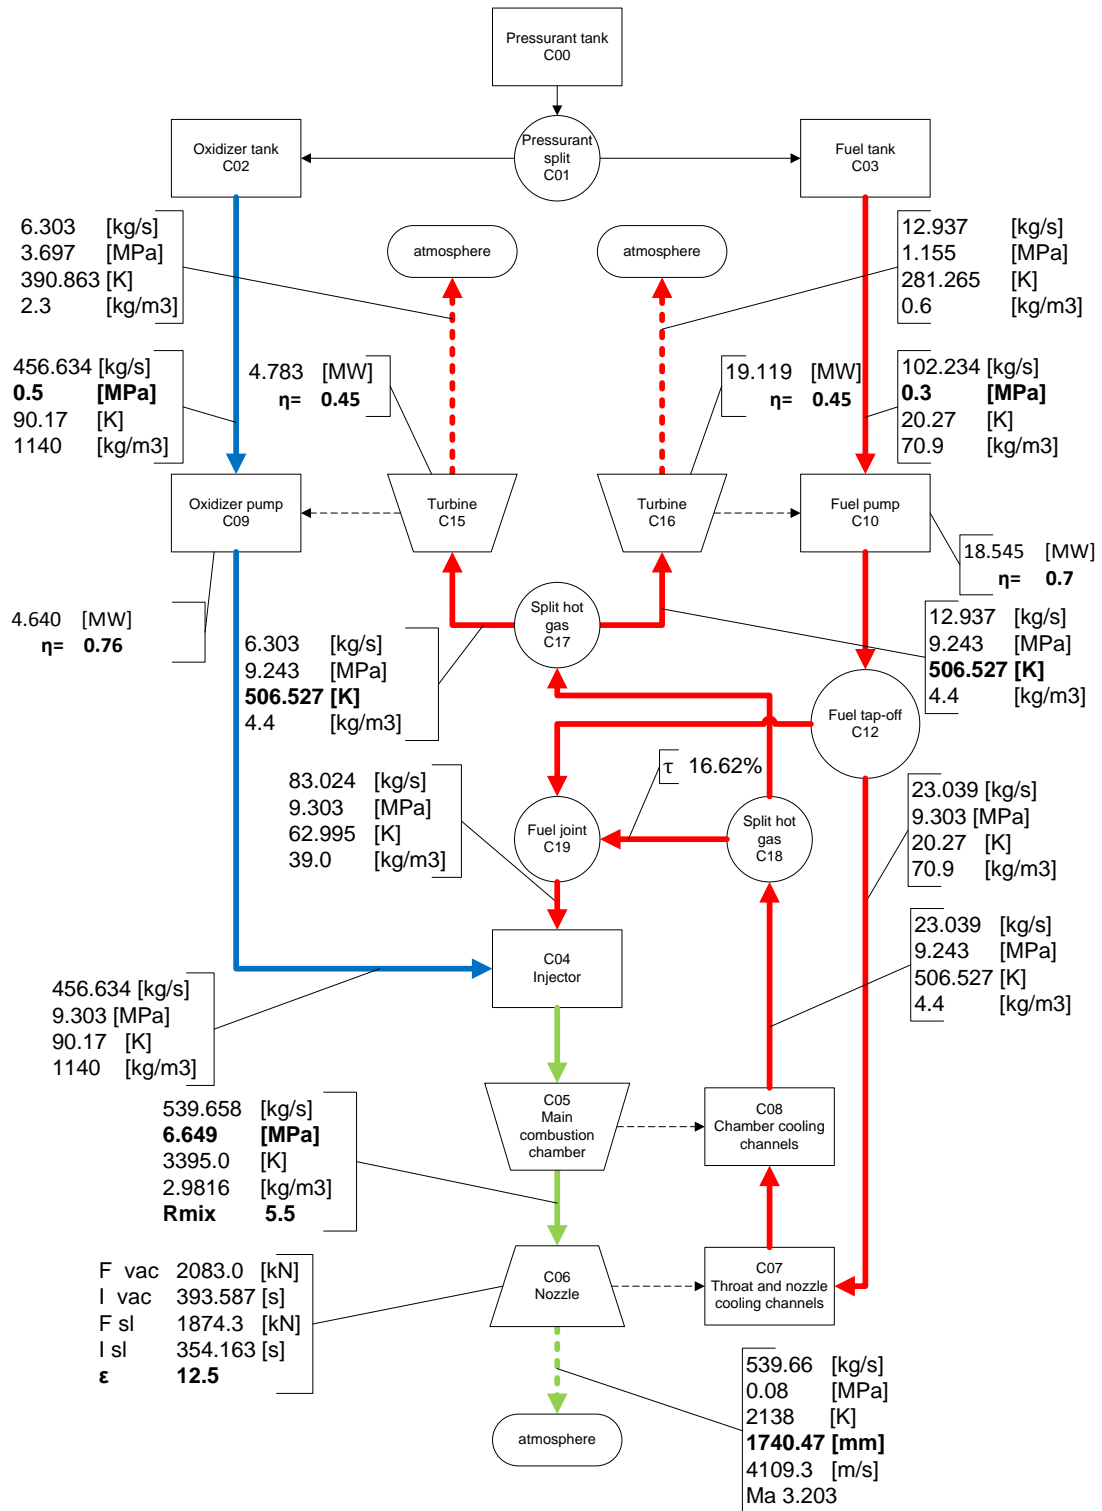 Pressurant tank
C00
Pressurant
split
C01
Oxidizer tank
C02
Fuel tank
C03
6.303 [kg/s]
3.697 [MPa]
390.863 [K]
2.3 [kg/m3]
atmosphere
atmosphere
12.937 [kg/s]
1.155 [MPa]
281.265 [K]
0.6 [kg/m3]
456.634 [kg/s]
0.5 [MPa]
90.17 [K]
1140 [kg/m3]
4.783 [MW]
η= 0.45
19.119 [MW]
η= 0.45
102.234 [kg/s]
0.3 [MPa]
20.27 [K]
70.9 [kg/m3]
Oxidizer pump
C09
Turbine
C15
Turbine
C16
Fuel pump
C10
18.545 [MW]
η= 0.7
4.640 [MW]
η= 0.76
6.303 [kg/s]
9.243 [MPa]
506.527 [K]
4.4 [kg/m3]
Split hot
gas
C17
12.937 [kg/s]
9.243 [MPa]
506.527 [K]
4.4 [kg/m3]
Fuel tap-off
C12
τ 16.62%
83.024 [kg/s]
9.303 [MPa]
62.995 [K]
39.0 [kg/m3]
Fuel joint
C19
Split hot
gas
C18
23.039 [kg/s]
9.303 [MPa]
20.27 [K]
70.9 [kg/m3]
23.039 [kg/s]
9.243 [MPa]
506.527 [K]
4.4 [kg/m3]
C04
Injector
456.634 [kg/s]
9.303 [MPa]
90.17 [K]
1140 [kg/m3]
C05
Main
combustion
chamber
C08
Chamber cooling
channels
539.658 [kg/s]
6.649 [MPa]
3395.0 [K]
2.9816 [kg/m3]
Rmix 5.5
F vac 2083.0 [kN]
I vac 393.587 [s]
F sl 1874.3 [kN]
I sl 354.163 [s]
ε 12.5
C06
Nozzle
C07
Throat and nozzle
cooling channels
539.66 [kg/s]
0.08 [MPa]
2138 [K]
1740.47 [mm]
4109.3 [m/s]
Ma 3.203
atmosphere